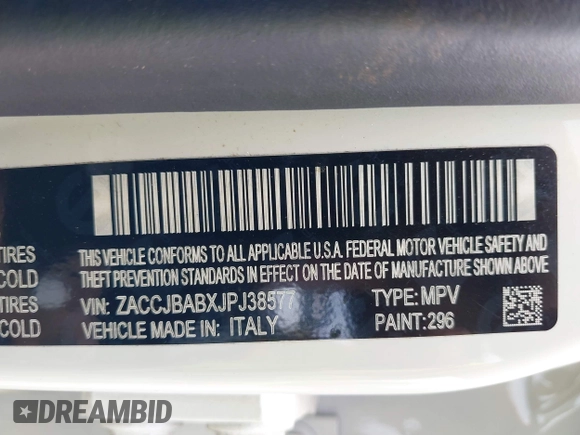 THIS VEHICLE CONFORMS TO ALL APPLICABLE U.S.A. FEDERAL MOTOR VEHICLE SAFETY AND
TIRES THEFT PREVENTION STANDARDS IN EFFECT ON THE DATE OF MANUFACTURE SHOWN ABOVE
COLD VIN: ZACCJBABXJPJ38577 TYPE: MPV
COLD VEHICLE MADE IN: ITALY PAINT:296
DREAMBID